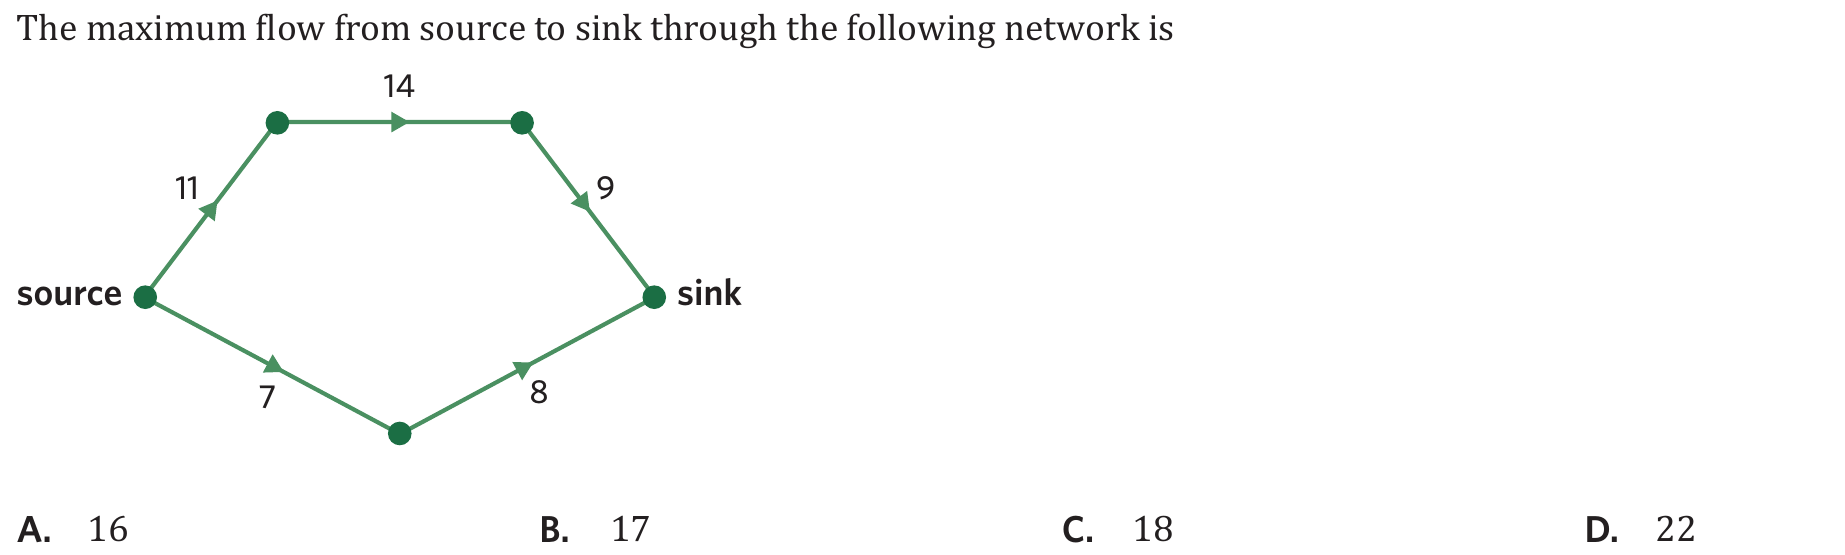 The maximum flow from source to sink through the following network is
14
11
9
source
sink
7
8
A. 16 B. 17 C. 18 D. 22